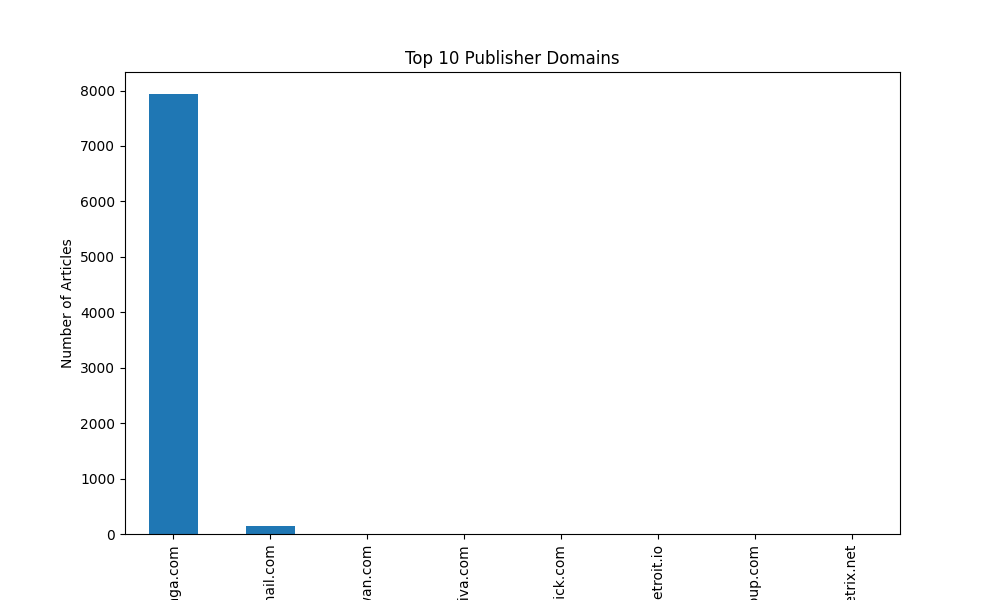 Top 10 Publisher Domains
Number of Articles
8000
7000
6000
5000
4000
3000
2000
1000
0
nga.com
nail.com
van.com
iva.com
ick.com
etroit.io
oup.com
etrix.net